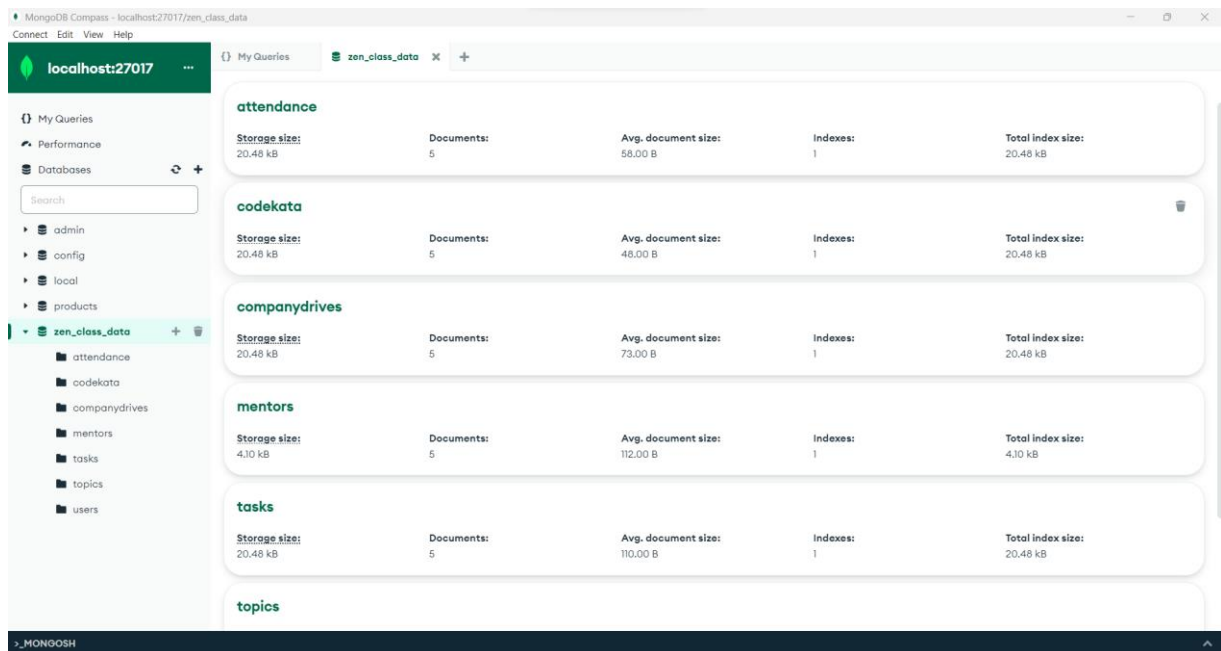 MongoDB Compass - localhost:27017/zen_class_data
Connect Edit View Help
localhost:27017 ...
{} My Queries
Performance
Databases
Search
admin
config
local
products
zen_class_data
attendance
codekata
companydrives
mentors
tasks
topics
users
{} My Queries zen_class_data
attendance
Storage size: Documents: Avg. document size: Indexes: Total index size:
20.48 kB 5 58.00 B 1 20.48 kB
codekata
Storage size: Documents: Avg. document size: Indexes: Total index size:
20.48 kB 5 48.00 B 1 20.48 kB
companydrives
Storage size: Documents: Avg. document size: Indexes: Total index size:
20.48 kB 5 73.00 B 1 20.48 kB
mentors
Storage size: Documents: Avg. document size: Indexes: Total index size:
4.10 kB 5 112.00 B 1 4.10 kB
tasks
Storage size: Documents: Avg. document size: Indexes: Total index size:
20.48 kB 5 110.00 B 1 20.48 kB
topics
>_MONGOSH